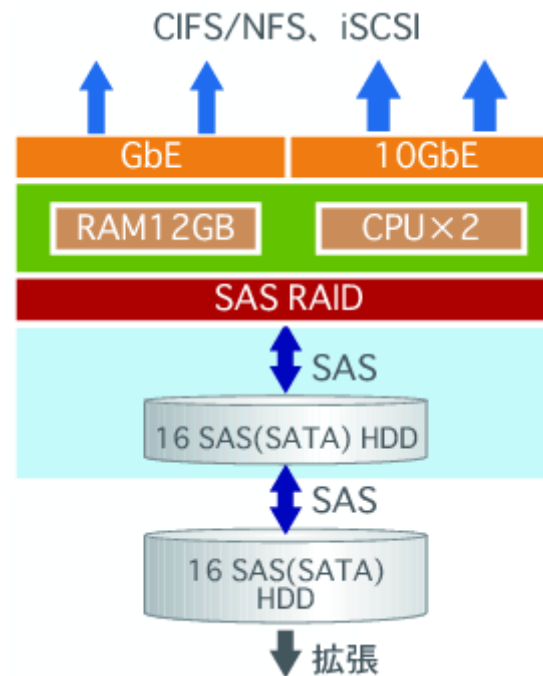 CIFS/NFS、iSCSI
GbE
10GbE
RAM12GB
CPU×2
SAS RAID
SAS
16 SAS(SATA) HDD
SAS
16 SAS(SATA)
HDD
拡張